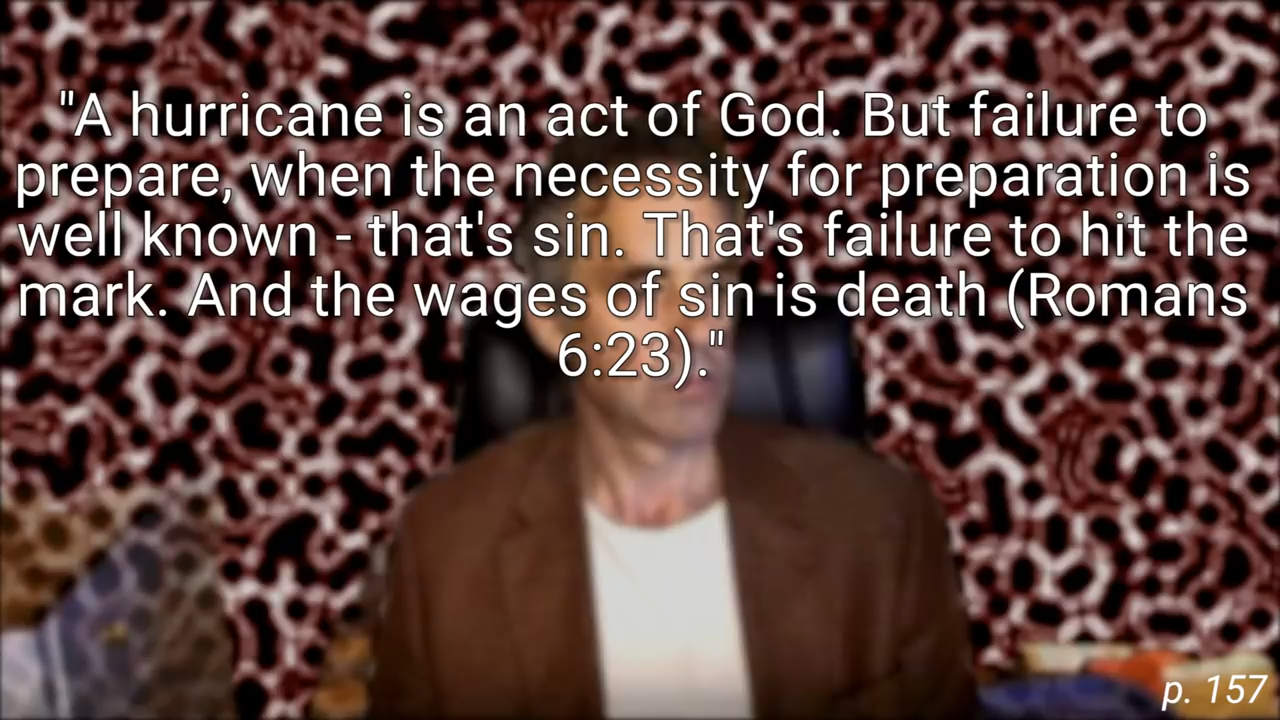 "A hurricane is an act of God. But failure to
prepare, when the necessity for preparation is
well known - that's sin. That's failure to hit the
mark. And the wages of sin is death (Romans
6:23)."
p. 157